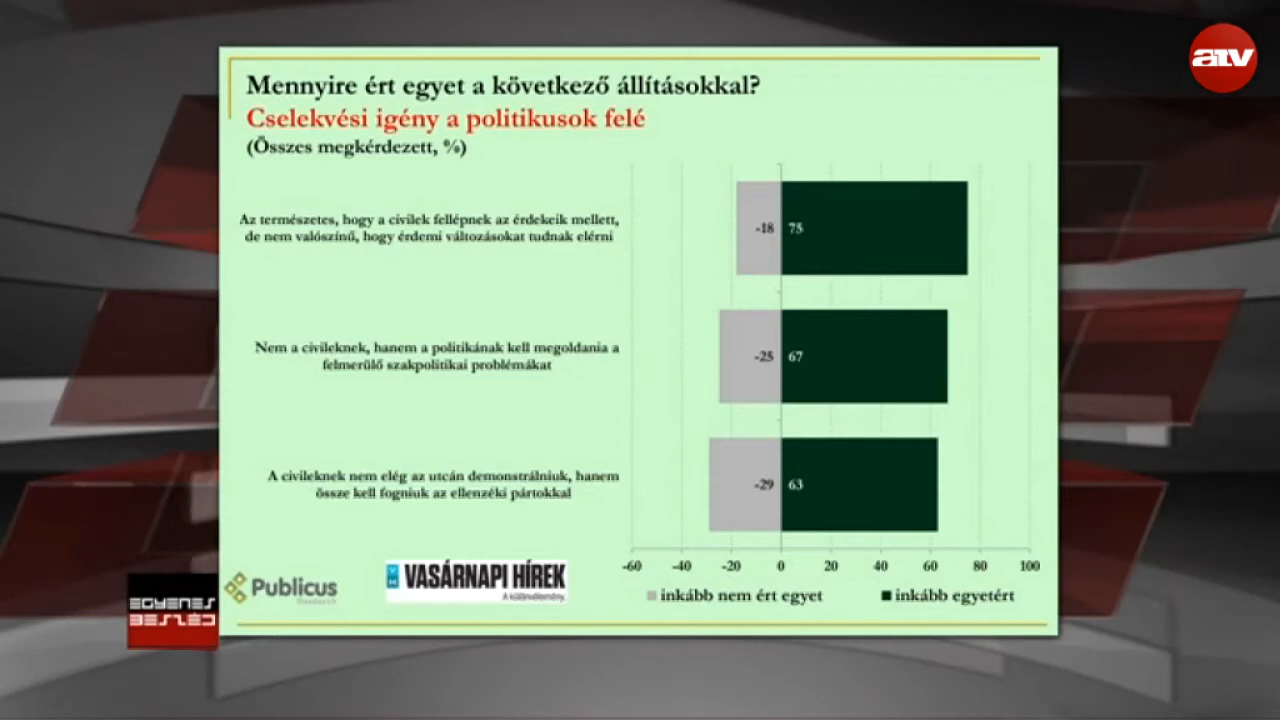 atv
Mennyire ért egyet a következő állításokkal?
Cselekvési igény a politikusok felé
(Összes megkérdezett, %)
Az természetes, hogy a civilek fellépnek az érdekeik mellett,
de nem valószínű, hogy érdemi változásokat tudnak elérni
-18 75
Nem a civileknek, hanem a politikának kell megoldania a
felmerülő szakpolitikai problémákat
-25 67
A civileknek nem elég az utcán demonstrálniuk, hanem
össze kell fogniuk az ellenzéki pártokkal
-29 63
-60 -40 -20 0 20 40 60 80 100
inkább nem ért egyet inkább egyetért
Publicus
Research
VH VASÁRNAPI HÍREK
A különvélemény.
EGYENES
BESZÉD